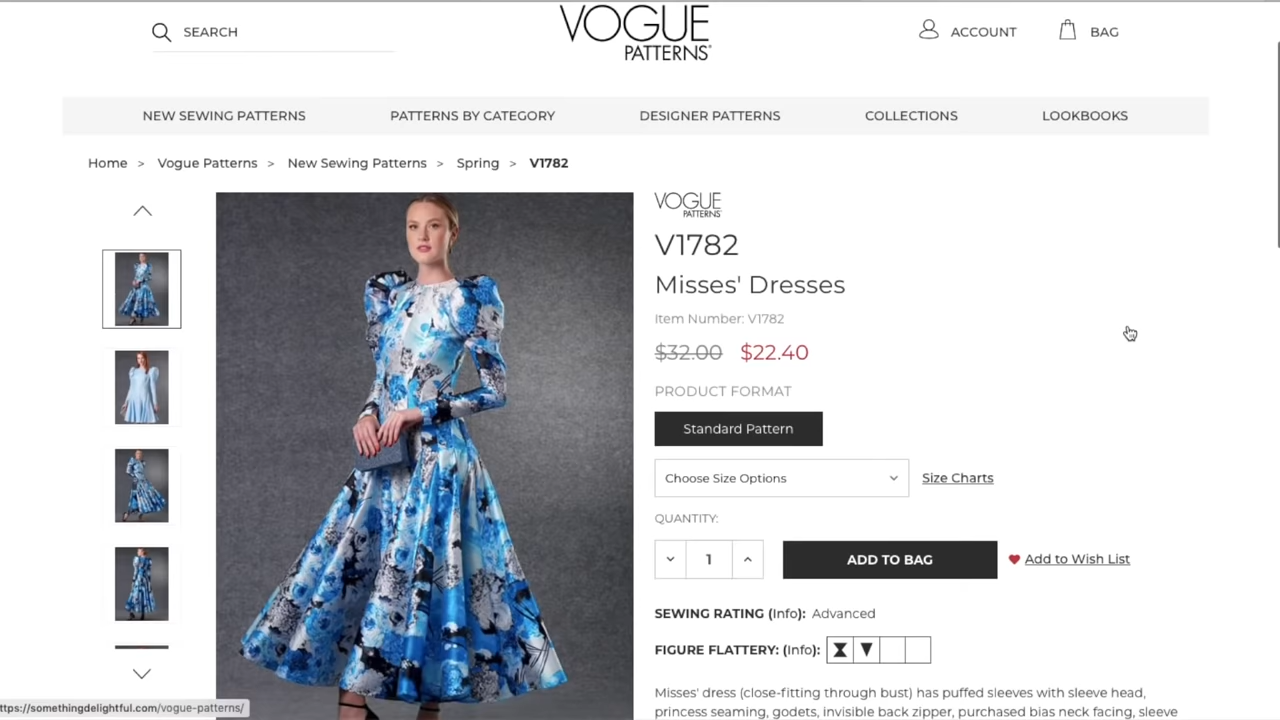 SEARCH
VOGUE
PATTERNS®
ACCOUNT
BAG
NEW SEWING PATTERNS
PATTERNS BY CATEGORY
DESIGNER PATTERNS
COLLECTIONS
LOOKBOOKS
Home > Vogue Patterns > New Sewing Patterns > Spring > V1782
VOGUE
PATTERNS
V1782
Misses' Dresses
Item Number: V1782
$32.00 $22.40
PRODUCT FORMAT
Standard Pattern
Choose Size Options
Size Charts
QUANTITY:
1
ADD TO BAG
Add to Wish List
SEWING RATING (Info): Advanced
FIGURE FLATTERY: (Info):
Misses' dress (close-fitting through bust) has puffed sleeves with sleeve head,
princess seaming, godets, invisible back zipper, purchased bias neck facing, sleeve
ttps://somethingdelightful.com/vogue-patterns/